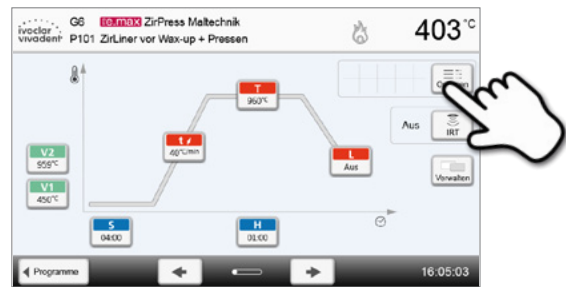 ivoclar
vivadent
G6 IPS e.max ZirPress Maltechnik
P101 ZirLiner vor Wax-up + Pressen
403 °C
T
960°C
t
40°C/min
L
Aus
V2
959°C
V1
450°C
S
04:00
H
01:00
Aus
IRT
Verwalten
Programme
16:05:03